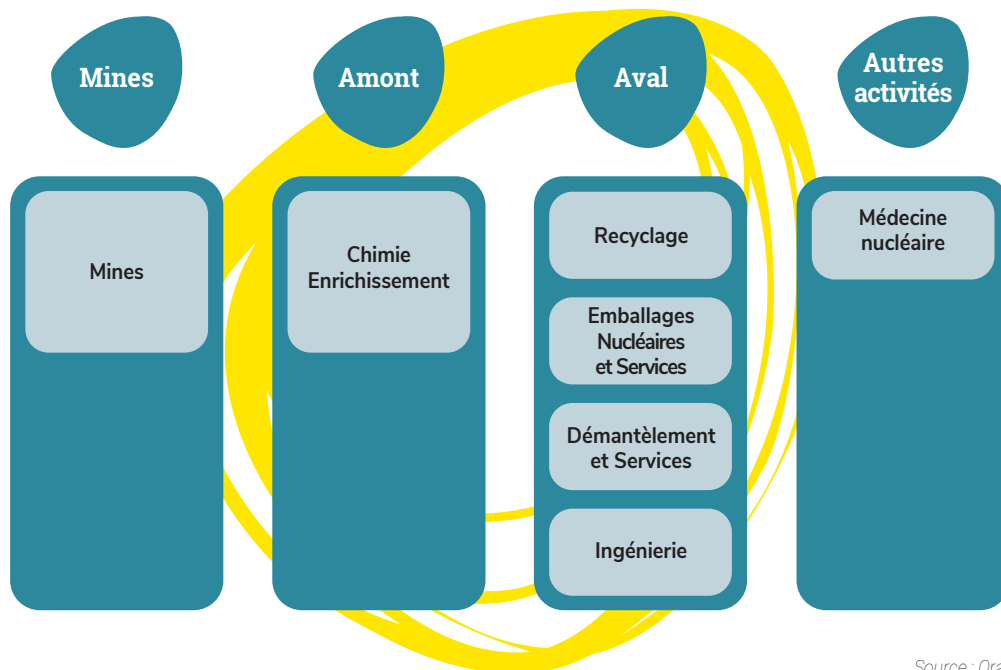 Mines
Amont
Aval
Autres
activités
Mines
Chimie
Enrichissement
Recyclage
Emballages
Nucléaires
et Services
Démantèlement
et Services
Ingénierie
Médecine
nucléaire
Source :